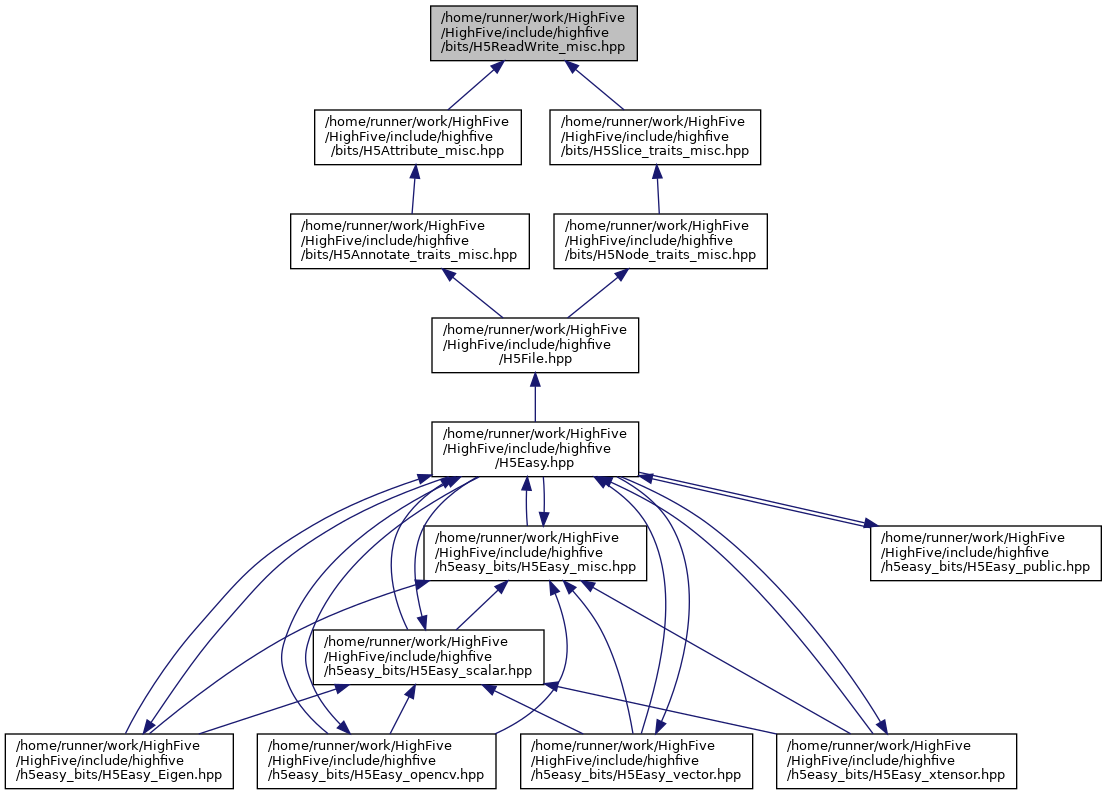 /home/runner/work/HighFive
/HighFive/include/highfive
/bits/H5ReadWrite_misc.hpp
/home/runner/work/HighFive
/HighFive/include/highfive
/bits/H5Attribute_misc.hpp
/home/runner/work/HighFive
/HighFive/include/highfive
/bits/H5Slice_traits_misc.hpp
/home/runner/work/HighFive
/HighFive/include/highfive
/bits/H5Annotate_traits_misc.hpp
/home/runner/work/HighFive
/HighFive/include/highfive
/bits/H5Node_traits_misc.hpp
/home/runner/work/HighFive
/HighFive/include/highfive
/H5File.hpp
/home/runner/work/HighFive
/HighFive/include/highfive
/H5Easy.hpp
/home/runner/work/HighFive
/HighFive/include/highfive
/h5easy_bits/H5Easy_misc.hpp
/home/runner/work/HighFive
/HighFive/include/highfive
/h5easy_bits/H5Easy_public.hpp
/home/runner/work/HighFive
/HighFive/include/highfive
/h5easy_bits/H5Easy_scalar.hpp
/home/runner/work/HighFive
/HighFive/include/highfive
/h5easy_bits/H5Easy_Eigen.hpp
/home/runner/work/HighFive
/HighFive/include/highfive
/h5easy_bits/H5Easy_opencv.hpp
/home/runner/work/HighFive
/HighFive/include/highfive
/h5easy_bits/H5Easy_vector.hpp
/home/runner/work/HighFive
/HighFive/include/highfive
/h5easy_bits/H5Easy_xtensor.hpp